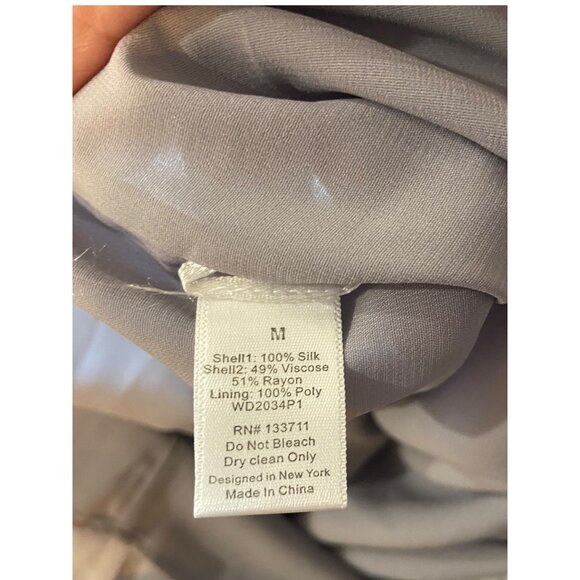 M
Shell1: 100% Silk
Shell2: 49% Viscose
51% Rayon
Lining: 100% Poly
WD2034P1
RN# 133711
Do Not Bleach
Dry clean Only
Designed in New York
Made In China